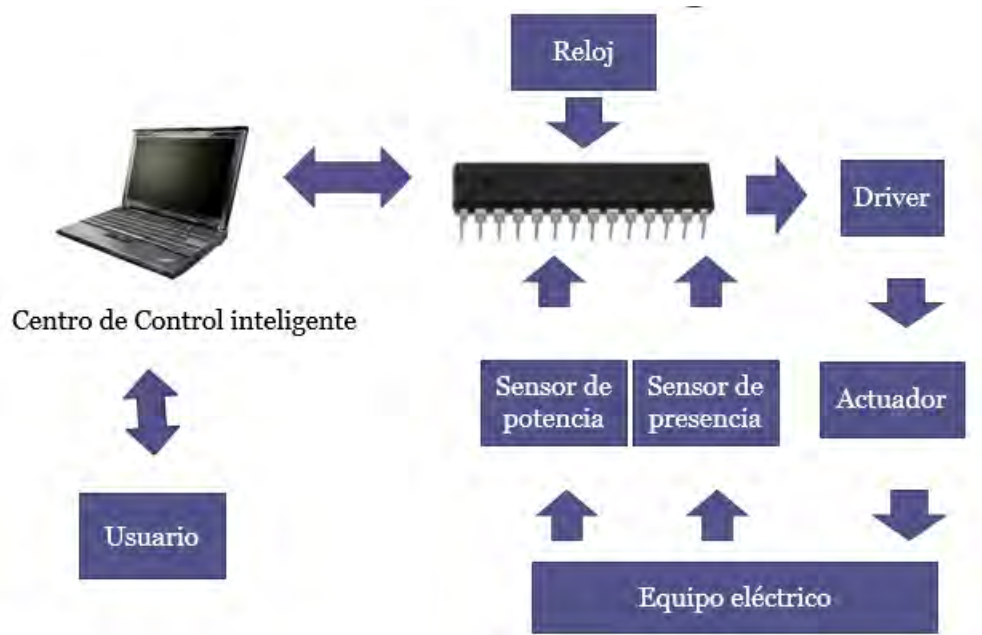 Reloj
Driver
Centro de Control inteligente
Sensor de
potencia
Sensor de
presencia
Actuador
Usuario
Equipo eléctrico